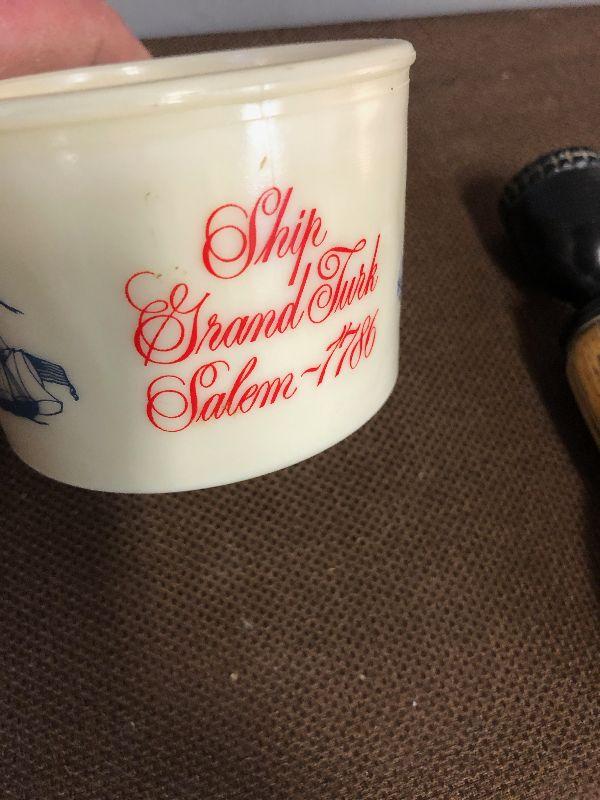 Ship
Grand Turk
Salem - 1786